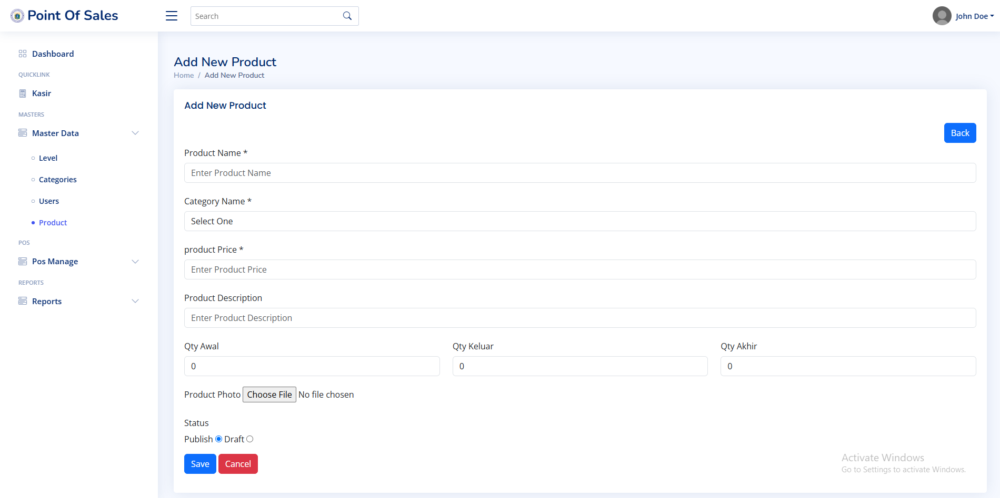 Point Of Sales
Search
John Doe
Dashboard
QUICKLINK
Kasir
MASTERS
Master Data
Level
Categories
Users
Product
POS
Pos Manage
REPORTS
Reports
Add New Product
Home / Add New Product
Add New Product
Back
Product Name *
Enter Product Name
Category Name *
Select One
product Price *
Enter Product Price
Product Description
Enter Product Description
Qty Awal Qty Keluar Qty Akhir
0 0 0
Product Photo Choose File No file chosen
Status
Publish Draft
Save Cancel
Activate Windows
Go to Settings to activate Windows.